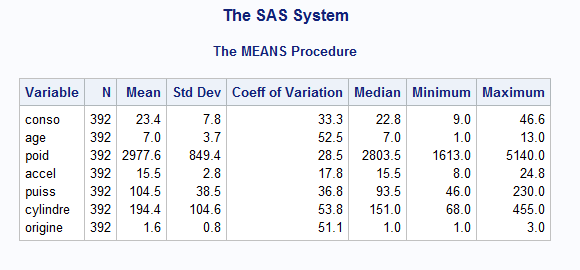 The SAS System
The MEANS Procedure
Variable N Mean Std Dev Coeff of Variation Median Minimum Maximum
conso 392 23.4 7.8 33.3 22.8 9.0 46.6
age 392 7.0 3.7 52.5 7.0 1.0 13.0
poid 392 2977.6 849.4 28.5 2803.5 1613.0 5140.0
accel 392 15.5 2.8 17.8 15.5 8.0 24.8
puiss 392 104.5 38.5 36.8 93.5 46.0 230.0
cylindre 392 194.4 104.6 53.8 151.0 68.0 455.0
origine 392 1.6 0.8 51.1 1.0 1.0 3.0